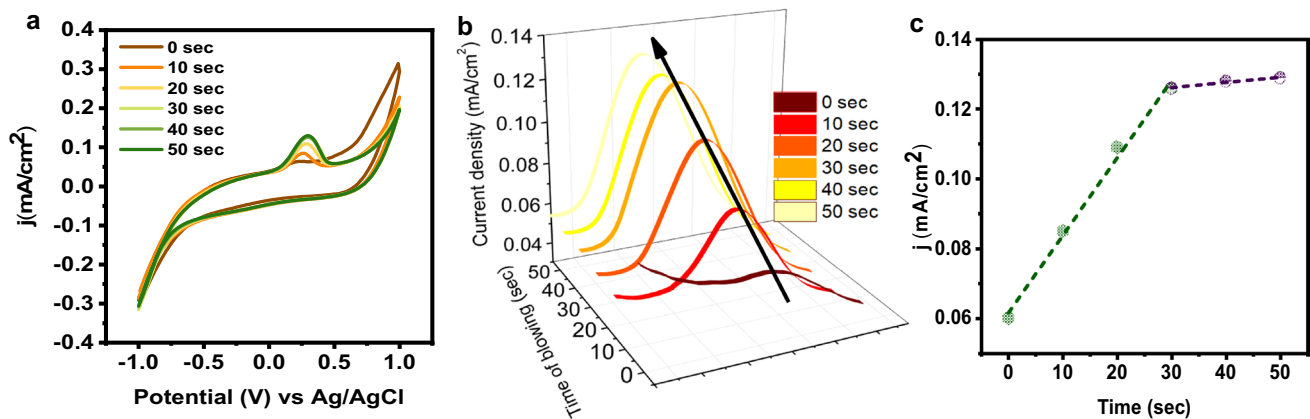 a
0.4
0.3
0.2
0.1
0.0
-0.1
-0.2
-0.3
-0.4
j(mA/cm²)
0 sec
10 sec
20 sec
30 sec
40 sec
50 sec
-1.0 -0.5 0.0 0.5 1.0
Potential (V) vs Ag/AgCl
b
0.14
0.12
0.10
0.08
0.06
0.04
Current density (mA/cm²)
50
40
30
20
10
0
Time of blowing (sec)
0 sec
10 sec
20 sec
30 sec
40 sec
50 sec
c
0.14
0.12
0.10
0.08
0.06
j (mA/cm²)
0 10 20 30 40 50
Time (sec)